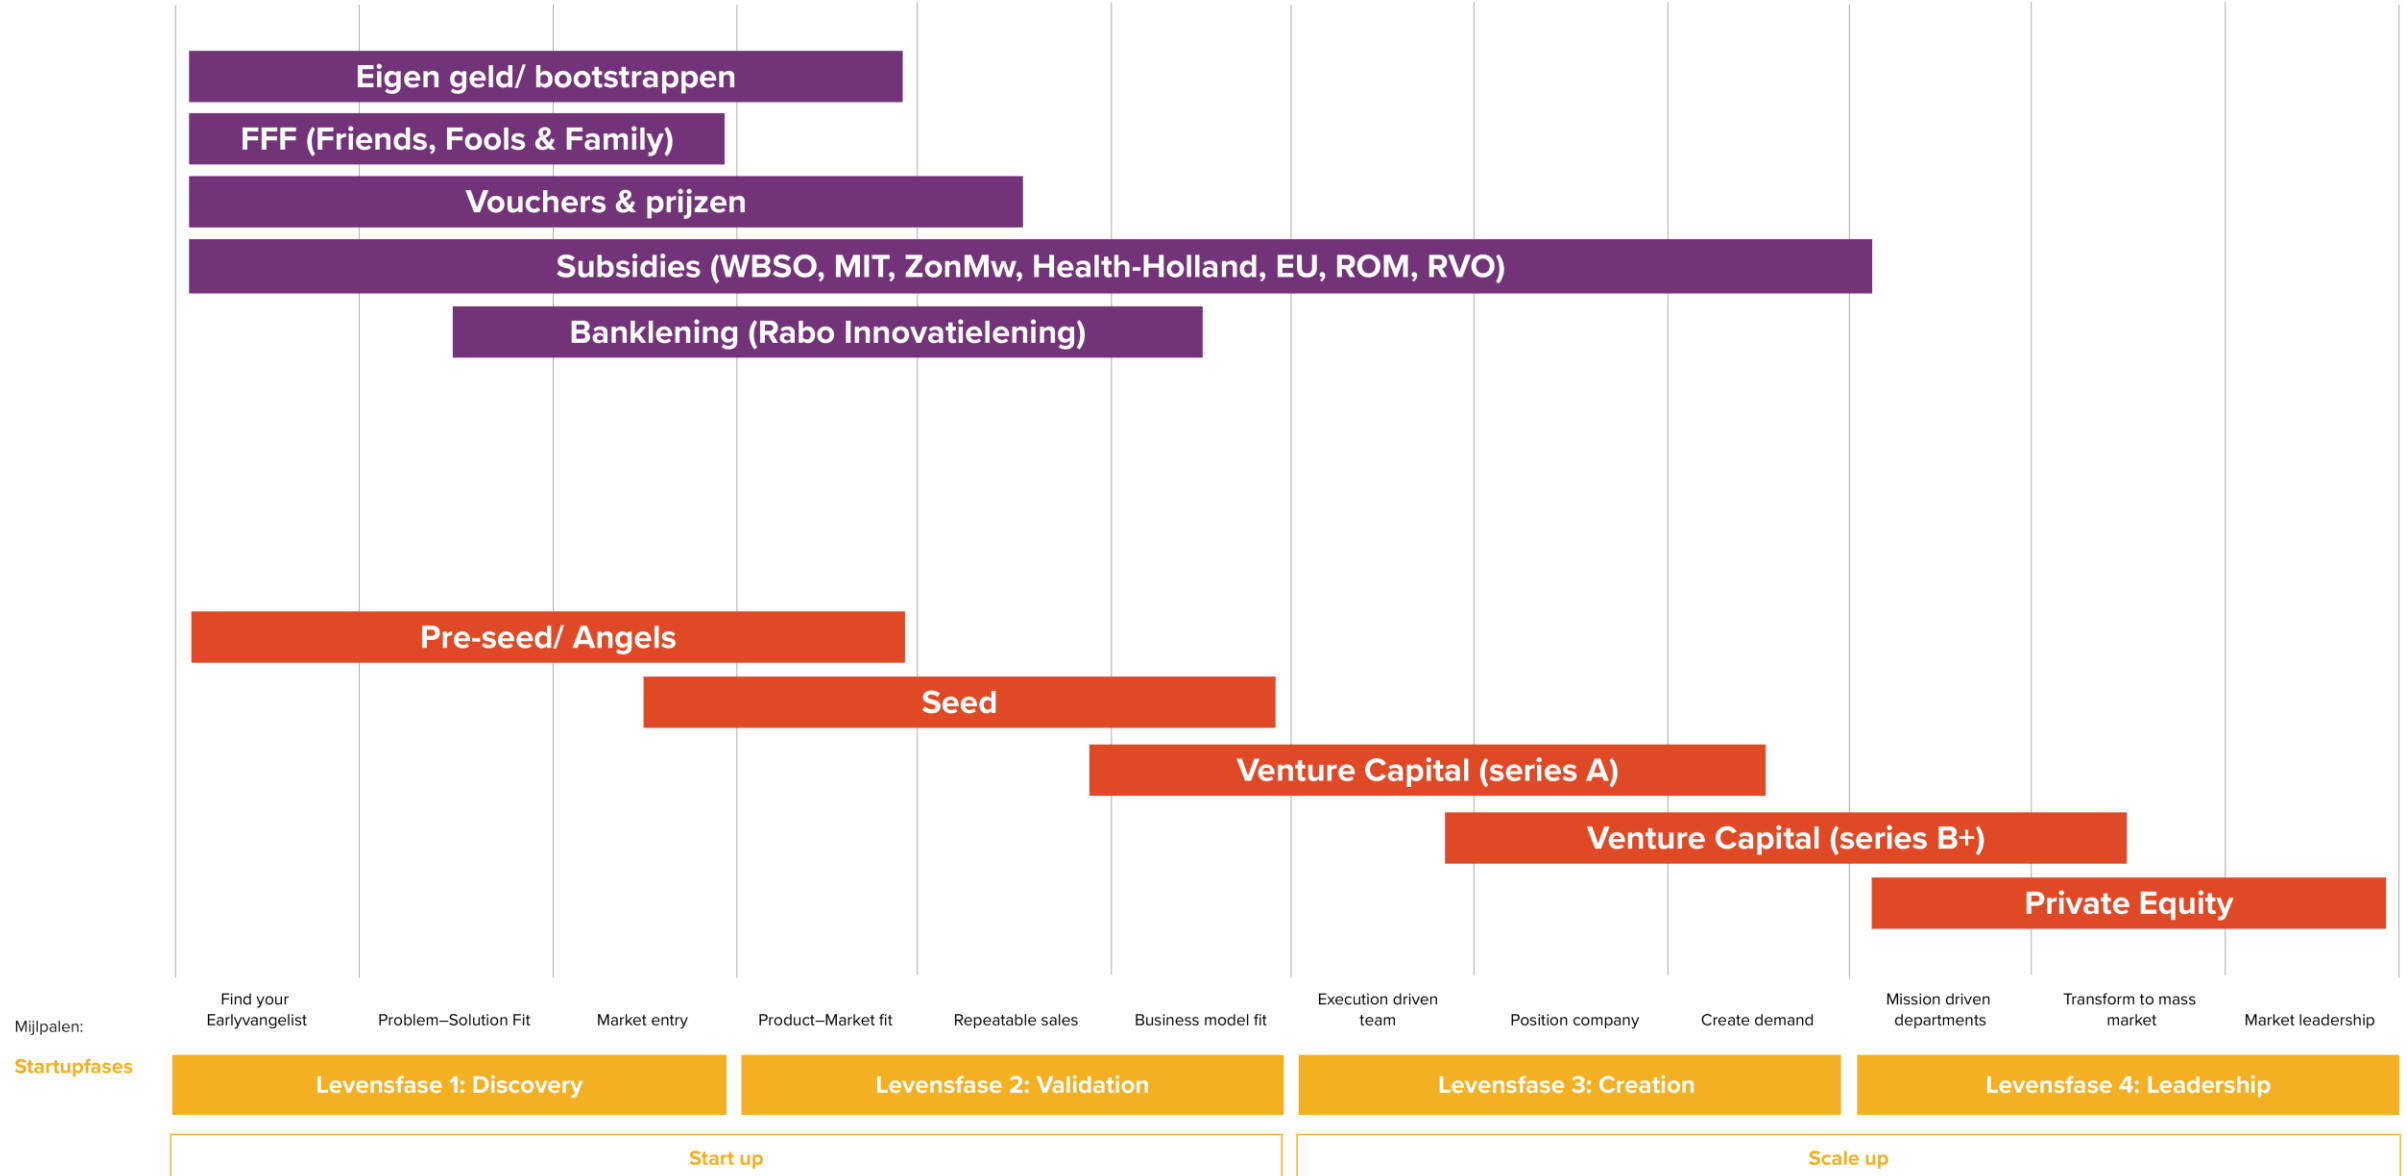 Eigen geld/ bootstrappen
FFF (Friends, Fools & Family)
Vouchers & prijzen
Subsidies (WBSO, MIT, ZonMw, Health-Holland, EU, ROM, RVO)
Banklening (Rabo Innovatielening)
Pre-seed/ Angels
Seed
Venture Capital (series A)
Venture Capital (series B+)
Private Equity
Mijlpalen:
Find your
Earlyvangelist
Problem–Solution Fit
Market entry
Product–Market fit
Repeatable sales
Business model fit
Execution driven
team
Position company
Create demand
Mission driven
departments
Transform to mass
market
Market leadership
Startupfases
Levensfase 1: Discovery
Levensfase 2: Validation
Levensfase 3: Creation
Levensfase 4: Leadership
Start up
Scale up